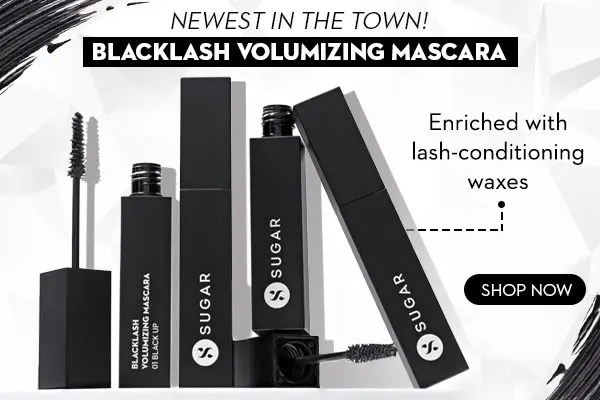 NEWEST IN THE TOWN!
BLACKLASH VOLUMIZING MASCARA
Enriched with
lash-conditioning
waxes
SHOP NOW
BLACKLASH
VOLUMIZING MASCARA
01 BLACK UP
SUGAR
SUGAR
SUGAR